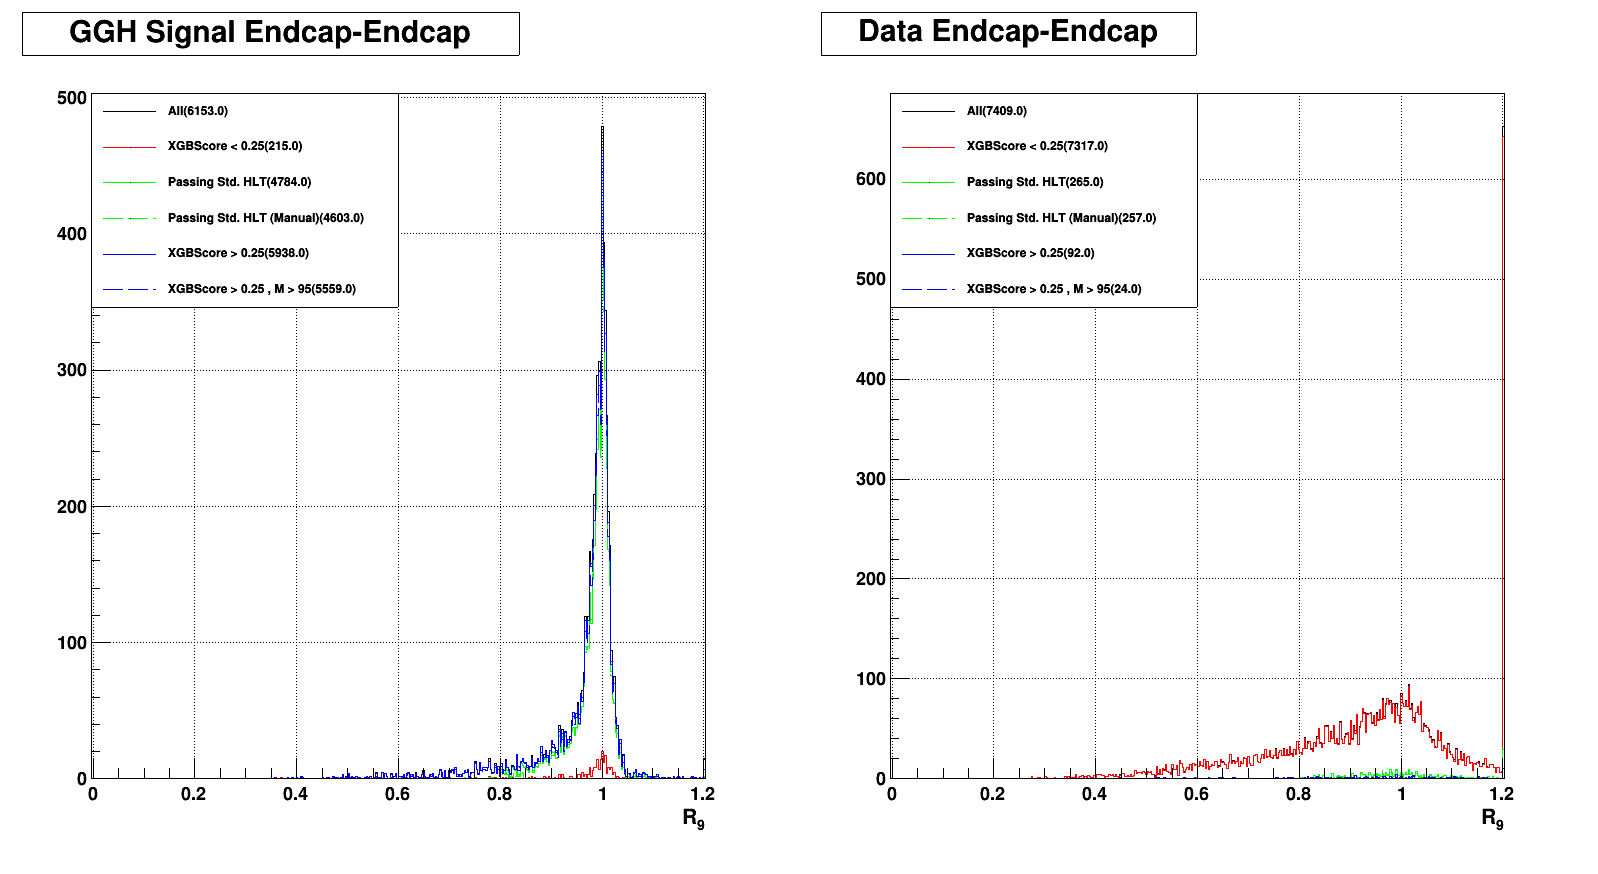 GGH Signal Endcap-Endcap
All(6153.0)
XGBScore < 0.25(215.0)
Passing Std. HLT(4784.0)
Passing Std. HLT (Manual)(4603.0)
XGBScore > 0.25(5938.0)
XGBScore > 0.25 , M > 95(5559.0)
500
400
300
200
100
0
0 0.2 0.4 0.6 0.8 1 1.2
R9
Data Endcap-Endcap
All(7409.0)
XGBScore < 0.25(7317.0)
Passing Std. HLT(265.0)
Passing Std. HLT (Manual)(257.0)
XGBScore > 0.25(92.0)
XGBScore > 0.25 , M > 95(24.0)
600
500
400
300
200
100
0
0 0.2 0.4 0.6 0.8 1 1.2
R9